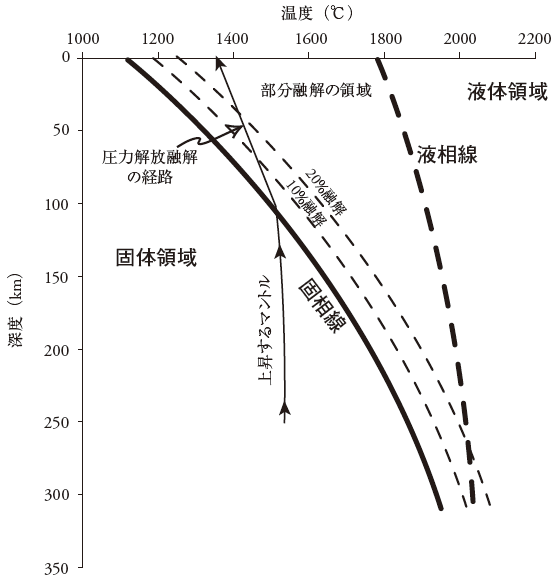 温度（℃）
1000 1200 1400 1600 1800 2000 2200
0
部分融解の領域
液体領域
50
圧力解放融解
の経路
液相線
20%融解
10%融解
100
固体領域
150
固相線
上昇するマントル
深度（km）
200
250
300
350